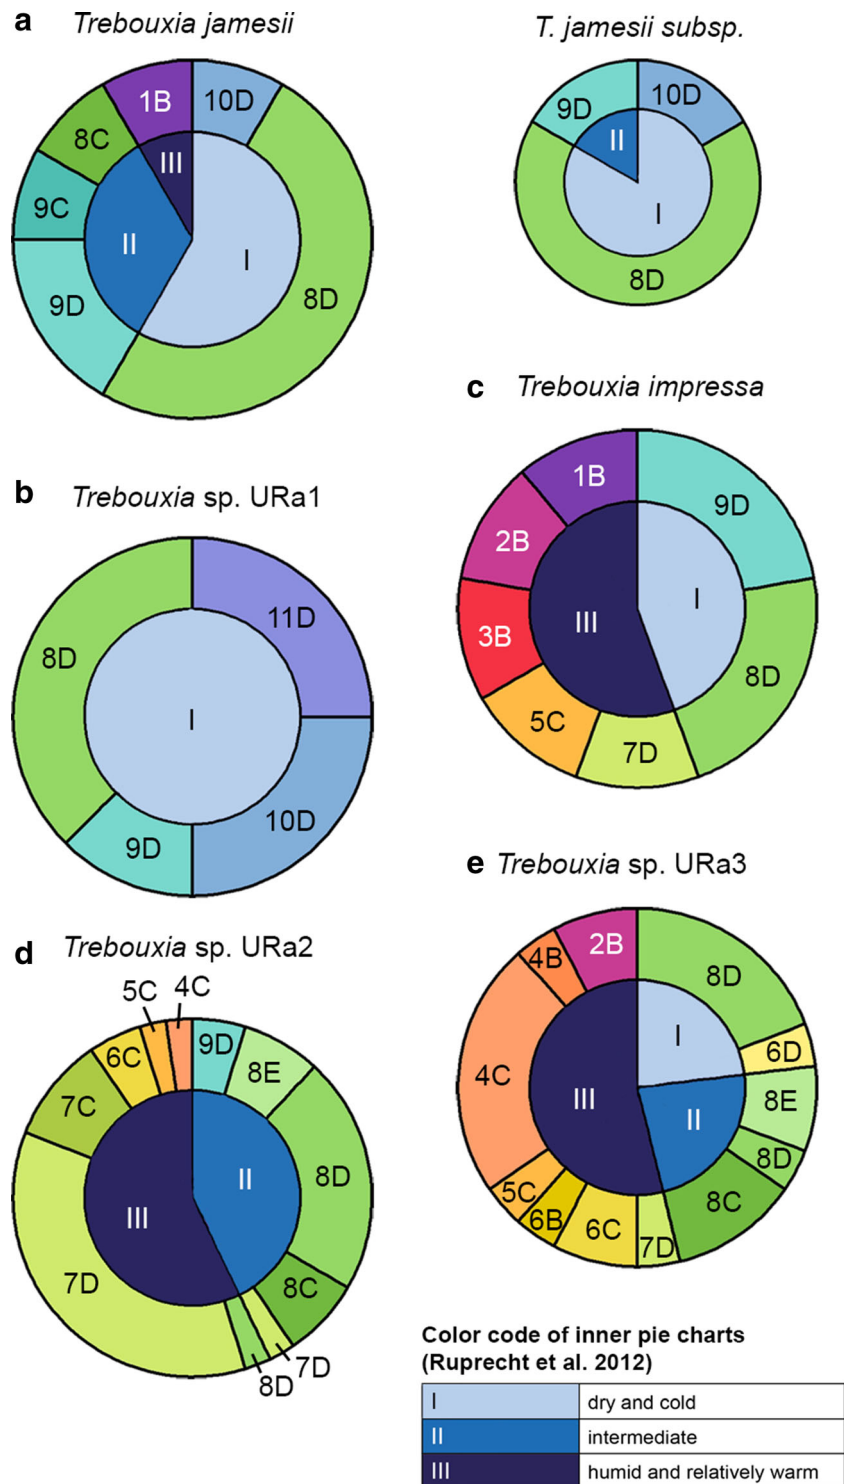 a Trebouxia jamesii
1B
10D
8C
III
9C
II
I
9D
8D
T. jamesii subsp.
9D
10D
II
I
8D
b Trebouxia sp. URa1
8D
11D
I
9D
10D
c Trebouxia impressa
1B
9D
2B
I
III
3B
8D
5C
7D
d Trebouxia sp. URa2
5C
4C
9D
6C
8E
7C
II
8D
III
7D
8C
7D
8D
e Trebouxia sp. URa3
2B
4B
8D
I
6D
4C
III
II
8E
8D
5C
8C
6B
6C
7D
Color code of inner pie charts
(Ruprecht et al. 2012)
I dry and cold
II intermediate
III humid and relatively warm